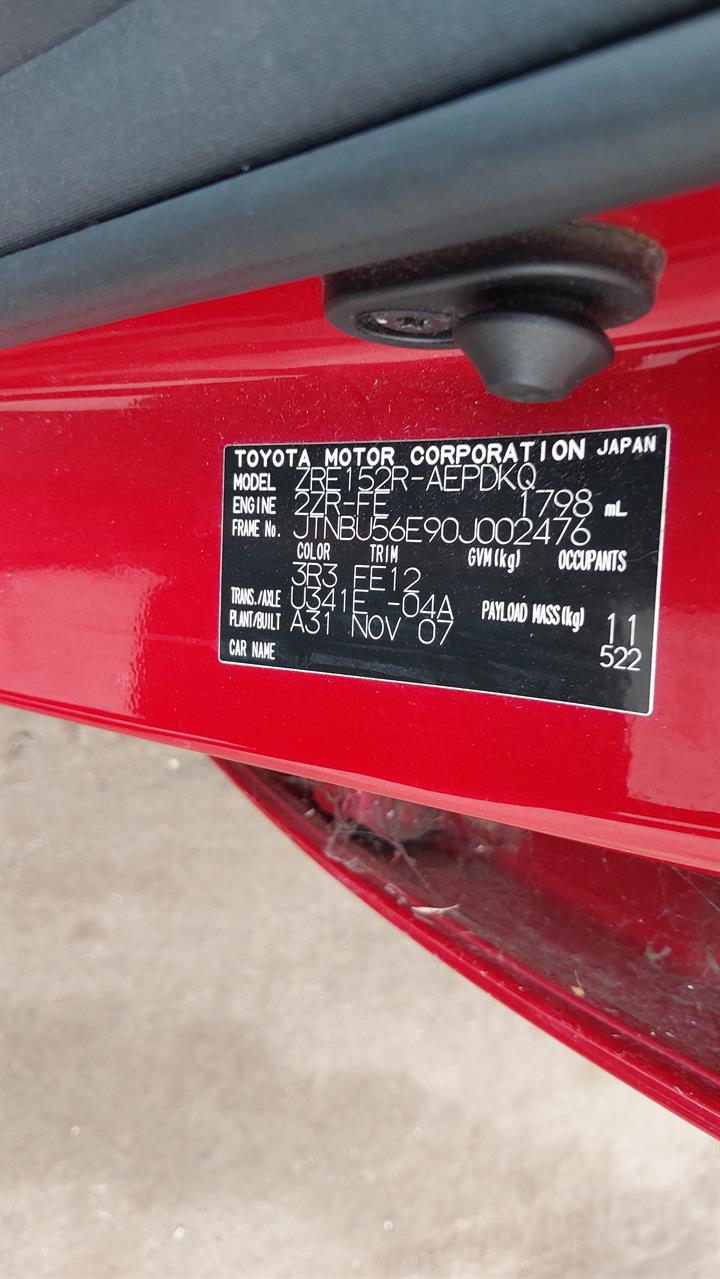 TOYOTA MOTOR CORPORATION JAPAN
MODEL ZRE152R-AEPDKQ
ENGINE 2ZR-FE 1798 mL
FRAME No. JTNBU56E90J002476
COLOR TRIM GVM(kg) OCCUPANTS
3R3 FE12
TRANS./AXLE U341E -04A PAYLOAD MASS(kg) 11
PLANT/BUILT A31 NOV 07 522
CAR NAME